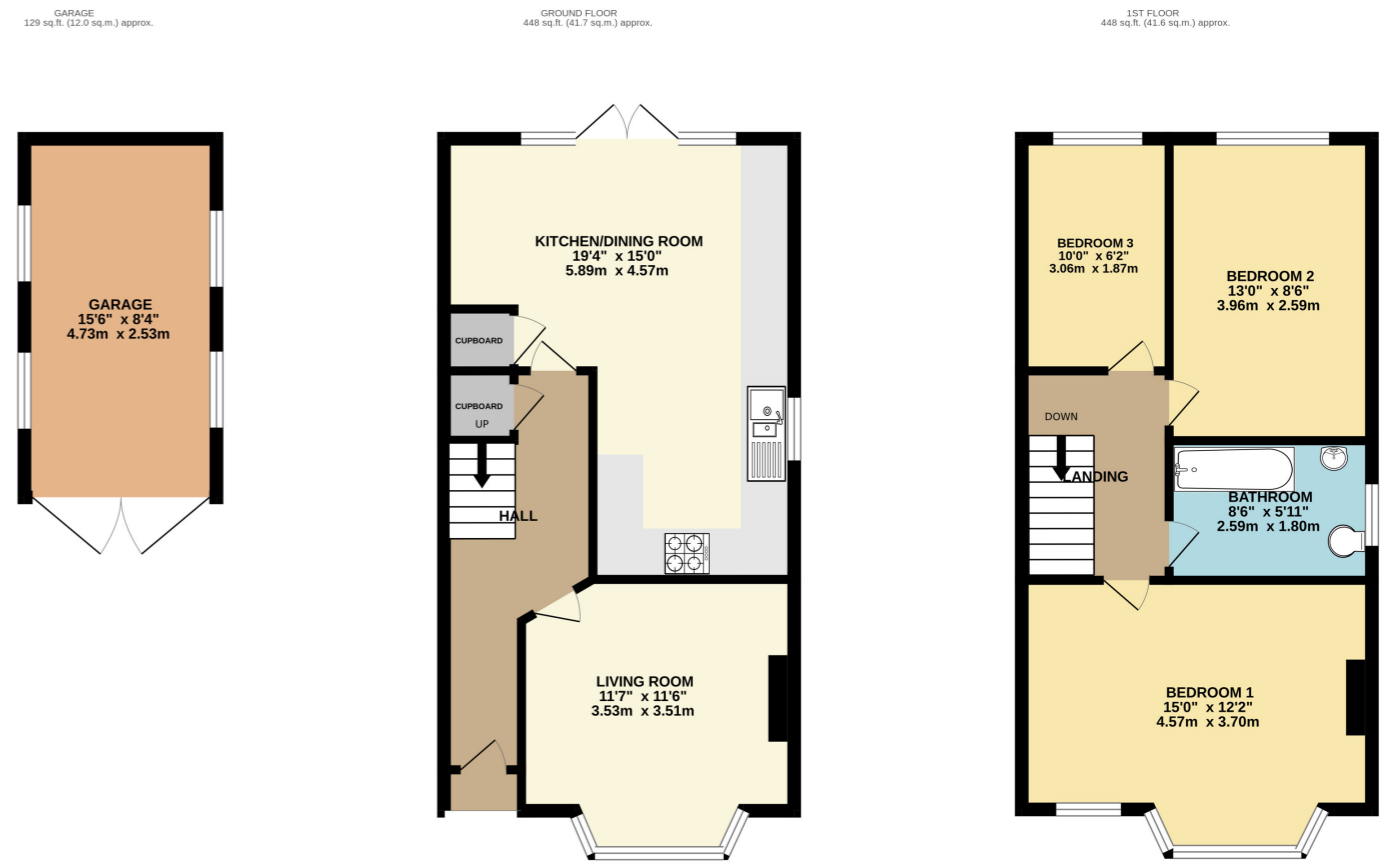 GARAGE
129 sq.ft. (12.0 sq.m.) approx.
GROUND FLOOR
448 sq.ft. (41.7 sq.m.) approx.
1ST FLOOR
448 sq.ft. (41.6 sq.m.) approx.
GARAGE
15'6" x 8'4"
4.73m x 2.53m
KITCHEN/DINING ROOM
19'4" x 15'0"
5.89m x 4.57m
CUPBOARD
CUPBOARD
UP
HALL
LIVING ROOM
11'7" x 11'6"
3.53m x 3.51m
BEDROOM 3
10'0" x 6'2"
3.06m x 1.87m
BEDROOM 2
13'0" x 8'6"
3.96m x 2.59m
DOWN
LANDING
BATHROOM
8'6" x 5'11"
2.59m x 1.80m
BEDROOM 1
15'0" x 12'2"
4.57m x 3.70m